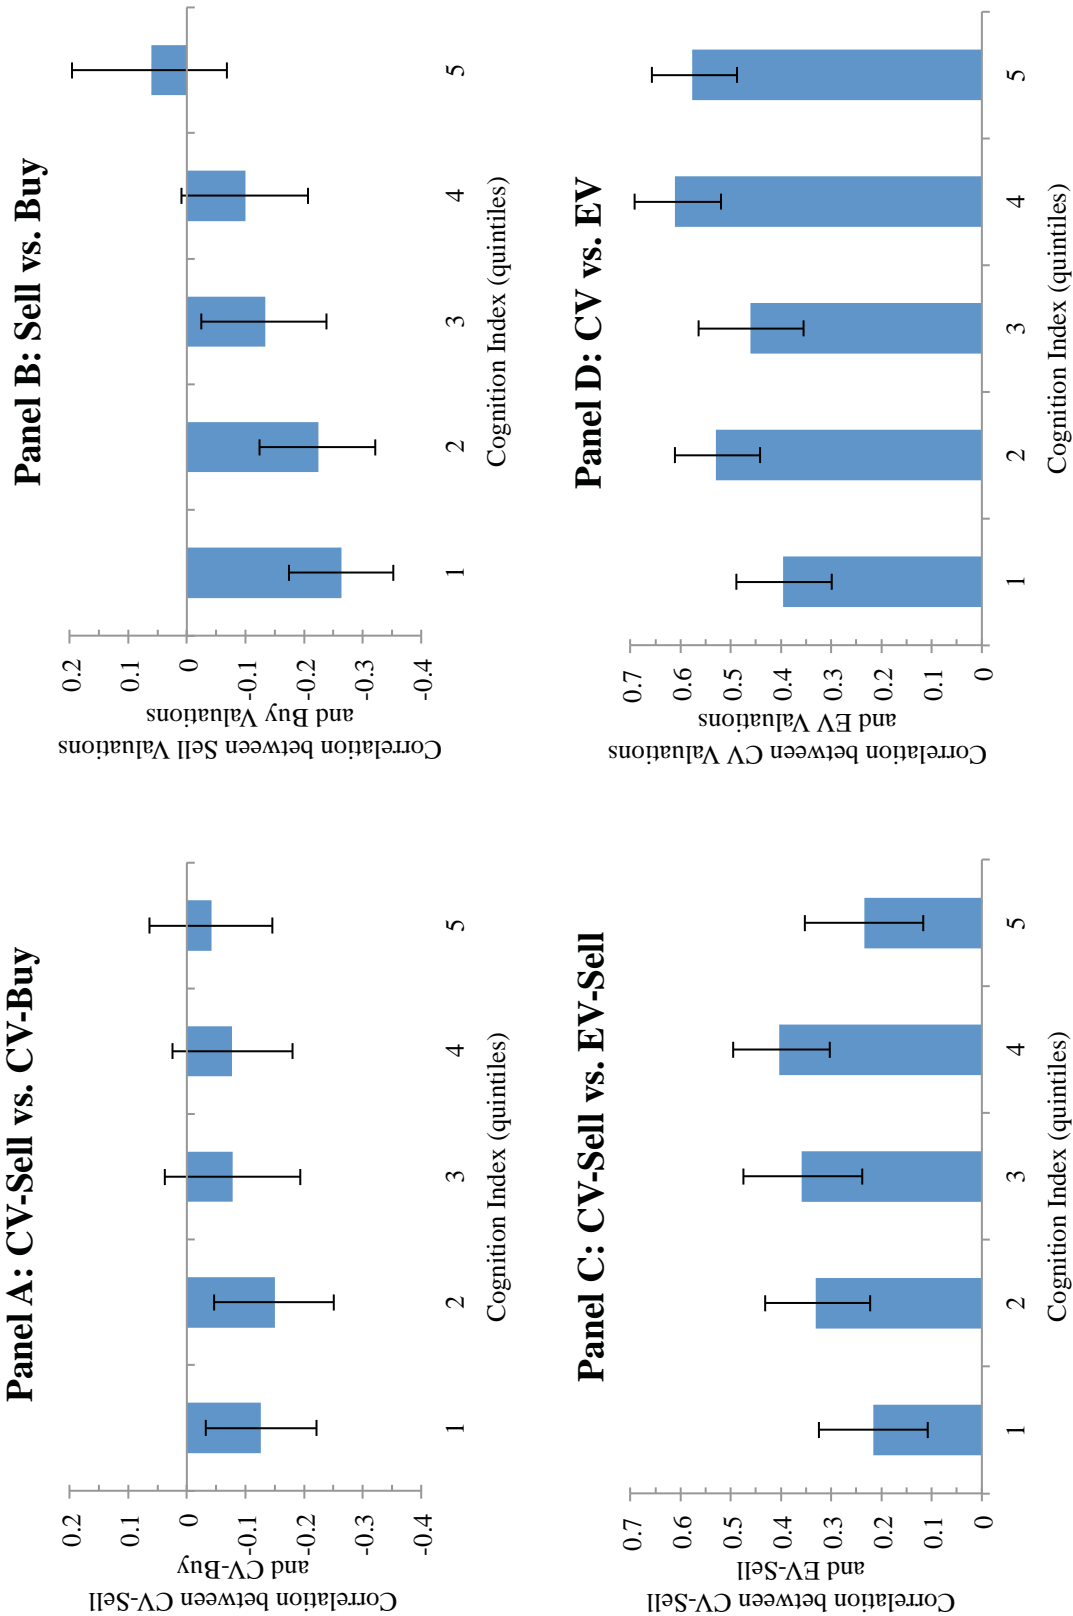 Panel A: CV-Sell vs. CV-Buy
Correlation between CV-Sell
and CV-Buy
0.2
0.1
0
-0.1
-0.2
-0.3
-0.4
1 2 3 4 5
Cognition Index (quintiles)
Panel B: Sell vs. Buy
Correlation between Sell Valuations
and Buy Valuations
0.2
0.1
0
-0.1
-0.2
-0.3
-0.4
1 2 3 4 5
Cognition Index (quintiles)
Panel C: CV-Sell vs. EV-Sell
Correlation between CV-Sell
and EV-Sell
0.7
0.6
0.5
0.4
0.3
0.2
0.1
0
1 2 3 4 5
Cognition Index (quintiles)
Panel D: CV vs. EV
Correlation between CV Valuations
and EV Valuations
0.7
0.6
0.5
0.4
0.3
0.2
0.1
0
1 2 3 4 5
Cognition Index (quintiles)